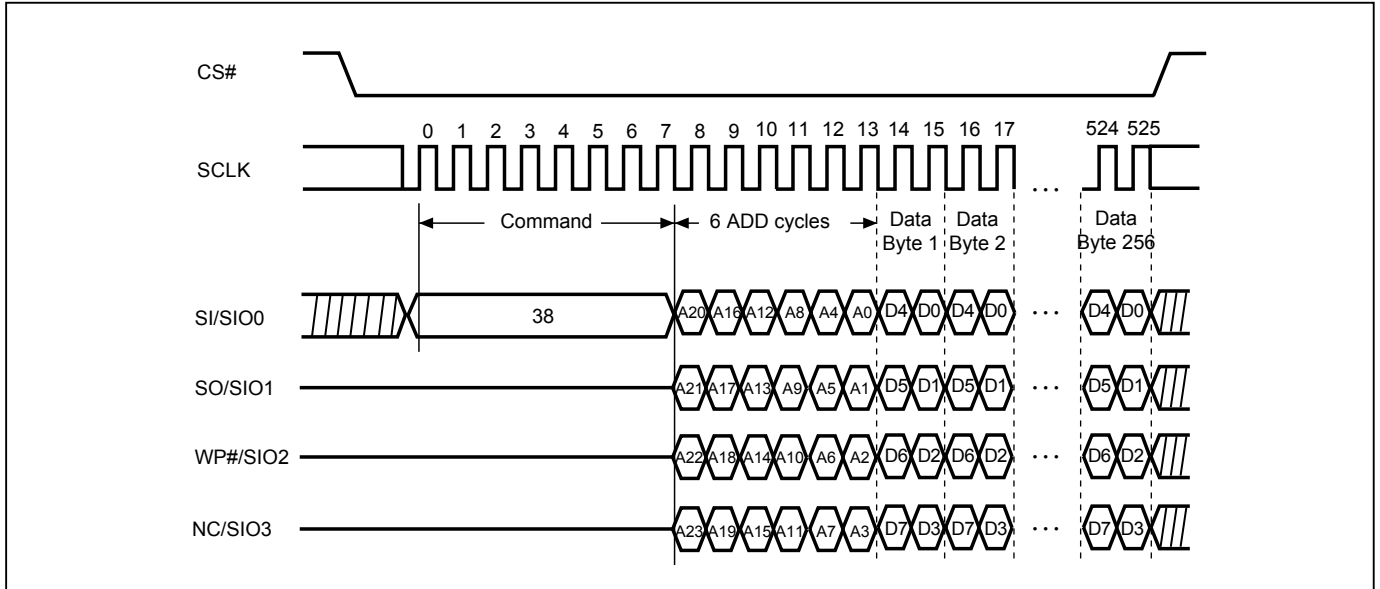 CS#
0 1 2 3 4 5 6 7 8 9 10 11 12 13 14 15 16 17 524 525
SCLK
...
Command 6 ADD cycles Data Byte 1 Data Byte 2 Data Byte 256
SI/SIO0 38 A20 A16 A12 A8 A4 A0 D4 D0 D4 D0 ... D4 D0
SO/SIO1 A21 A17 A13 A9 A5 A1 D5 D1 D5 D1 ... D5 D1
WP#/SIO2 A22 A18 A14 A10 A6 A2 D6 D2 D6 D2 ... D6 D2
NC/SIO3 A23 A19 A15 A11 A7 A3 D7 D3 D7 D3 ... D7 D3